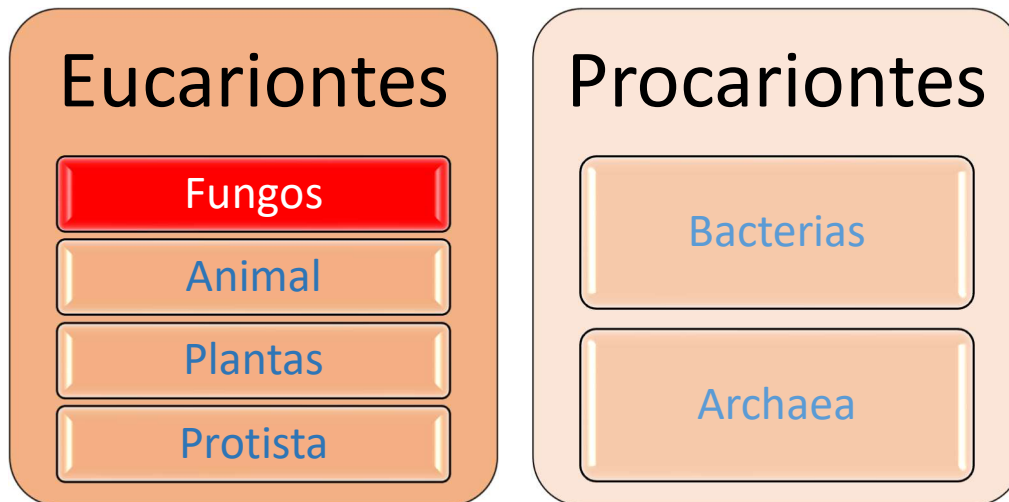 Eucariontes
Fungos
Animal
Plantas
Protista
Procariontes
Bacterias
Archaea